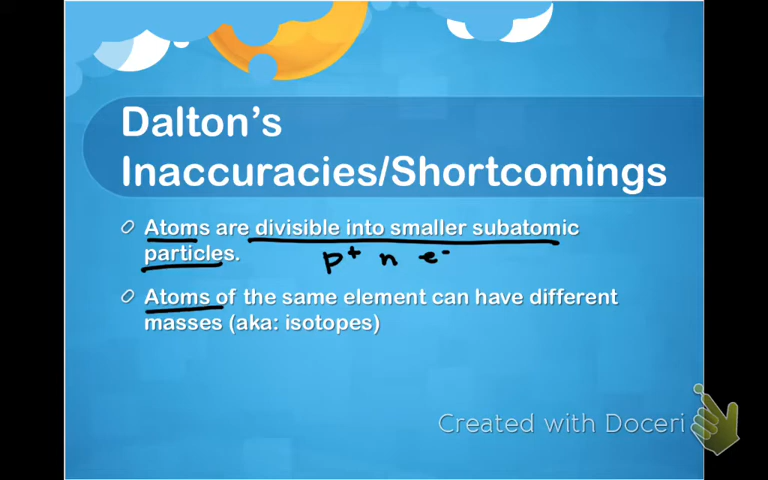 Dalton's
Inaccuracies/Shortcomings
Atoms are divisible into smaller subatomic
particles.
p⁺ n e⁻
Atoms of the same element can have different
masses (aka: isotopes)
Created with Doceri